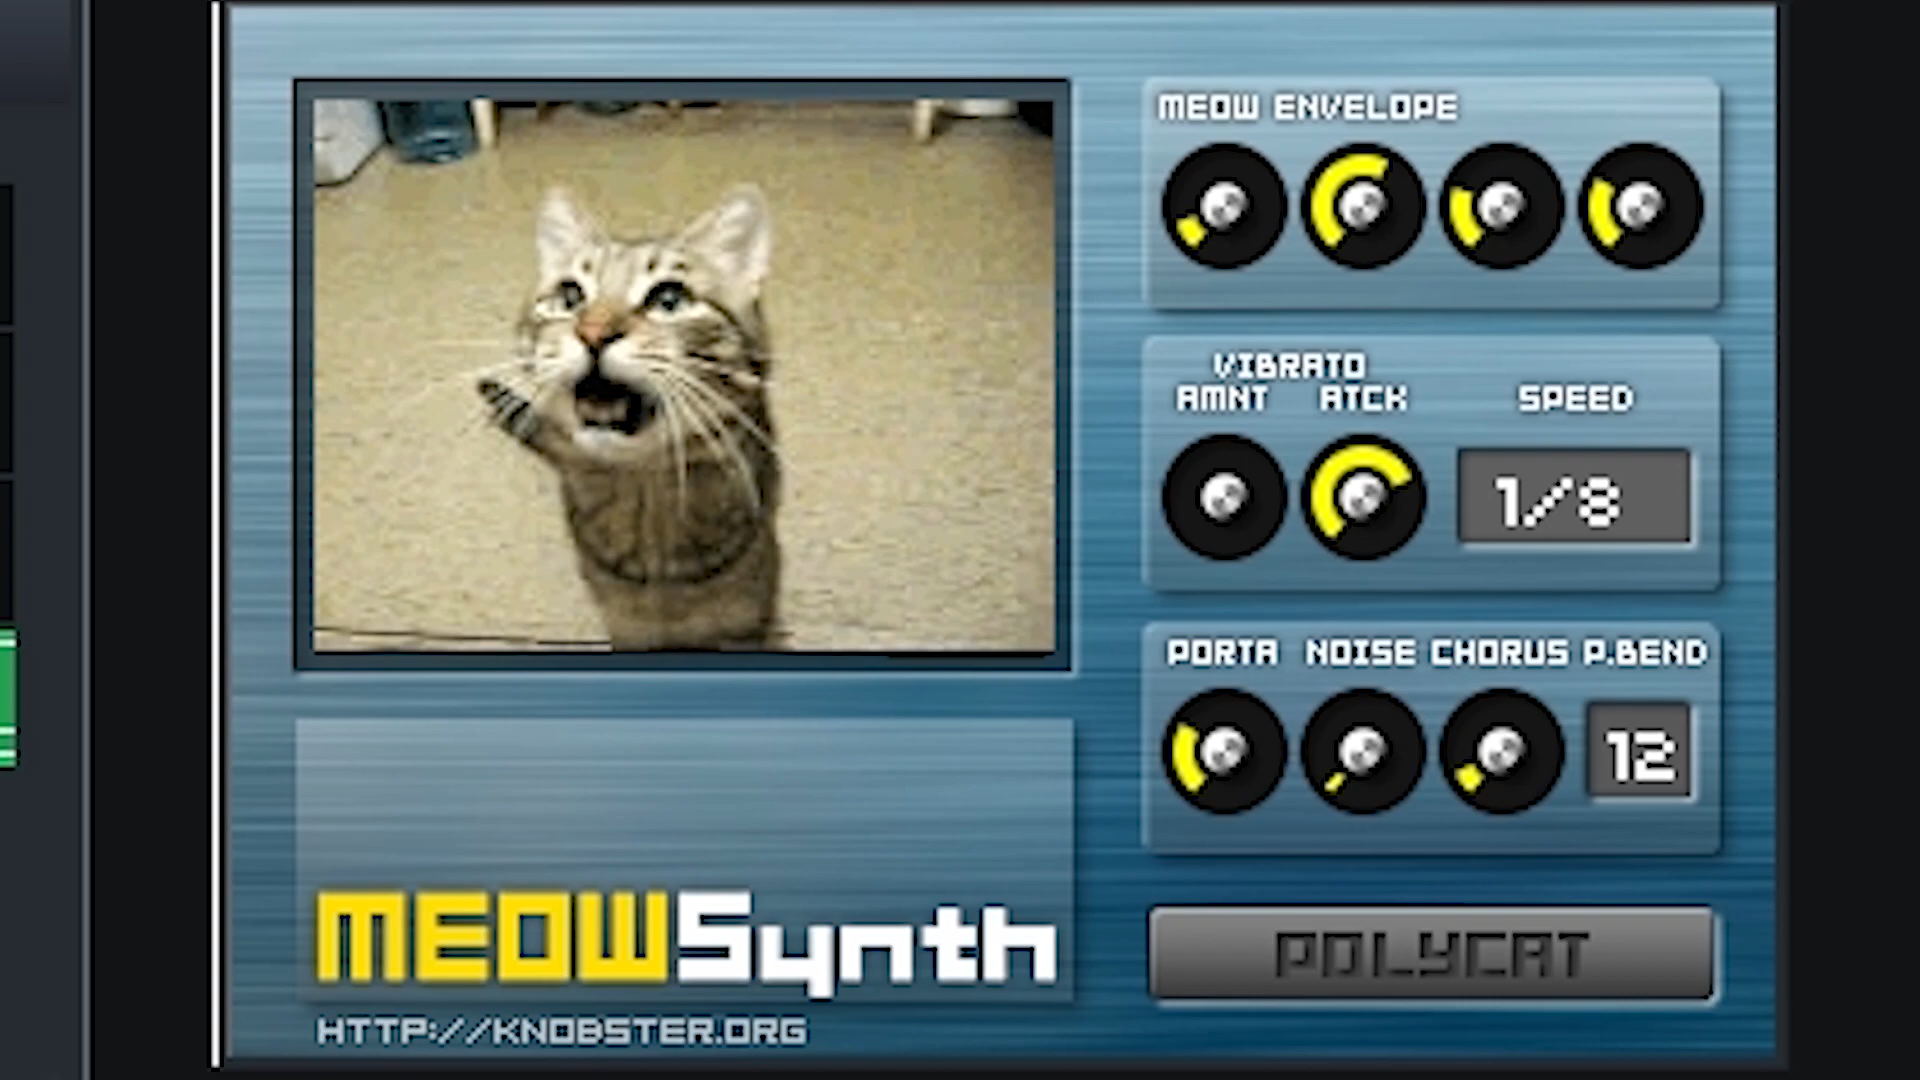 MEOW ENVELOPE
VIBRATO
AMNT ATCK SPEED
1/8
PORTA NOISE CHORUS P.BEND
12
MEOWSynth
POLYCAT
HTTP://KNOBSTER.ORG